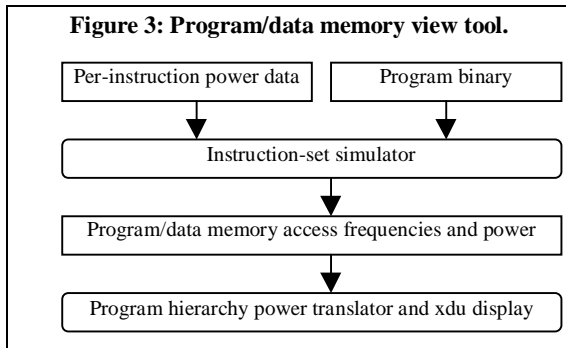 Figure 3: Program/data memory view tool.
Per-instruction power data
Program binary
Instruction-set simulator
Program/data memory access frequencies and power
Program hierarchy power translator and xdu display